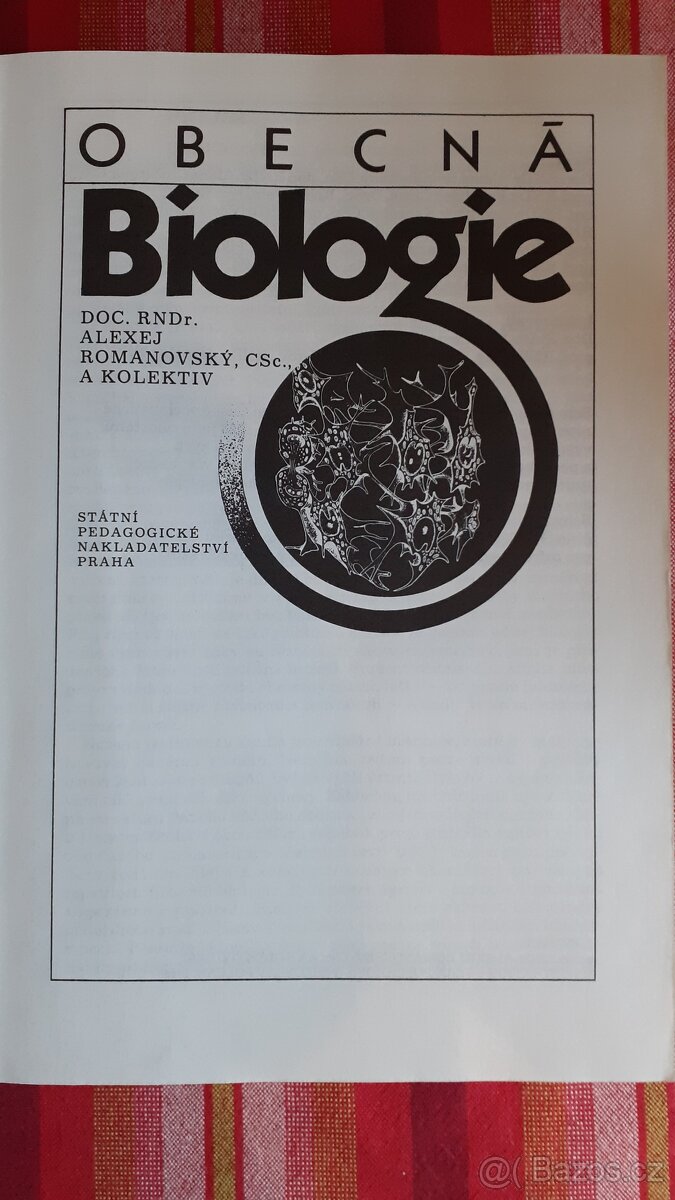 OBECNÁ
Biologie
DOC. RNDr.
ALEXEJ
ROMANOVSKÝ, CSc.,
A KOLEKTIV
STÁTNÍ
PEDAGOGICKÉ
NAKLADATELSTVÍ
PRAHA
@Bazos.cz